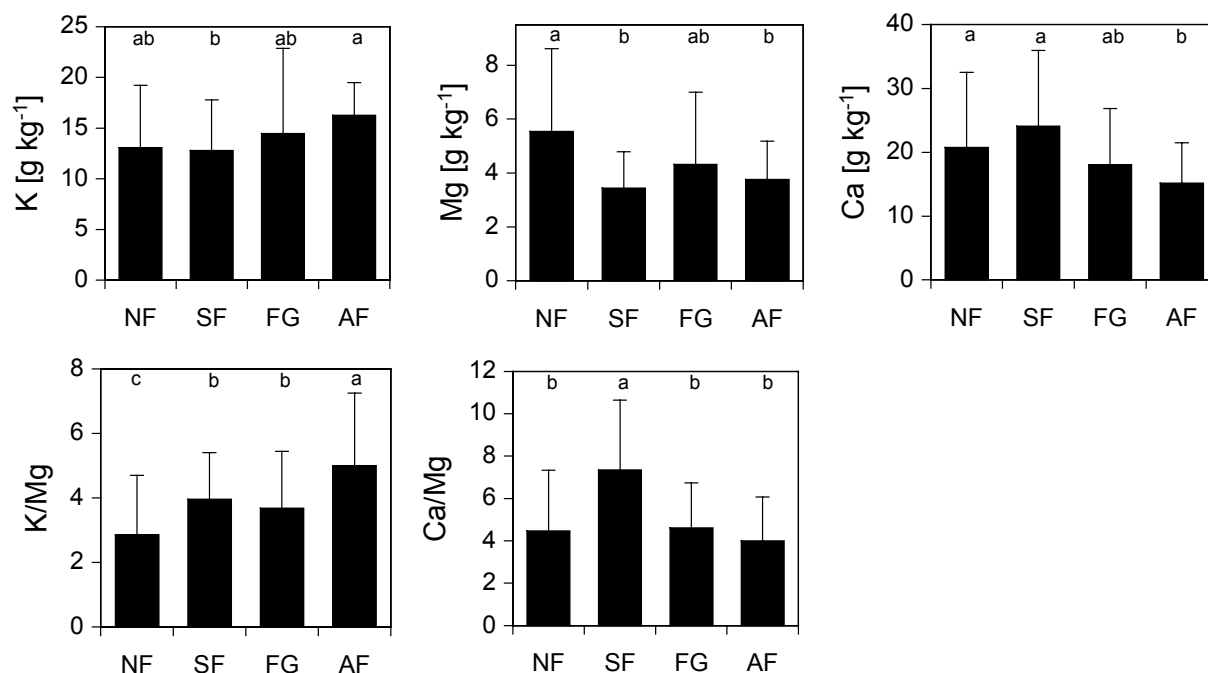 K [g kg⁻¹]
25
20
15
10
5
0
ab b ab a
NF SF FG AF
Mg [g kg⁻¹]
8
6
4
2
0
a b ab b
NF SF FG AF
Ca [g kg⁻¹]
40
30
20
10
0
a a ab b
NF SF FG AF
K/Mg
8
6
4
2
0
c b b a
NF SF FG AF
Ca/Mg
12
10
8
6
4
2
0
b a b b
NF SF FG AF